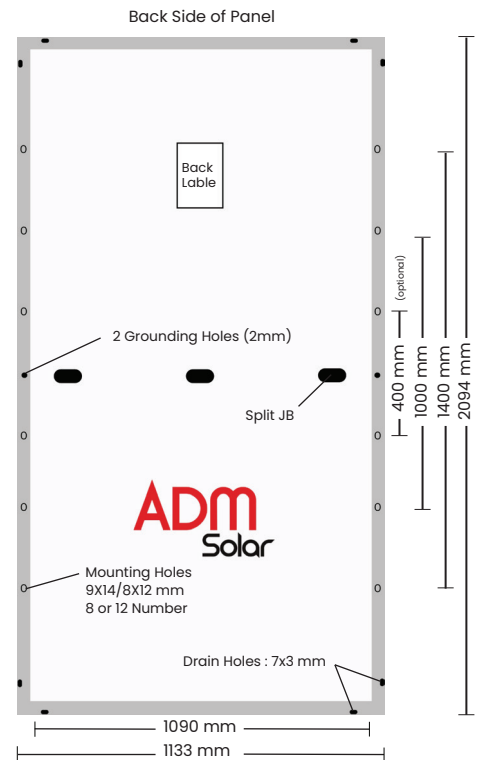 Back Side of Panel
Back
Lable
(optional)
2 Grounding Holes (2mm)
400 mm
1000 mm
1400 mm
2094 mm
Split JB
ADM
Solar
Mounting Holes
9X14/8X12 mm
8 or 12 Number
Drain Holes : 7x3 mm
1090 mm
1133 mm